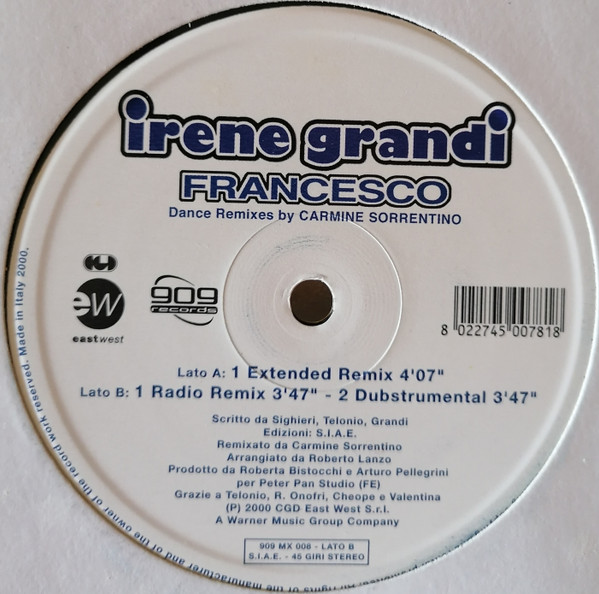 irene grandi
FRANCESCO
Dance Remixes by CARMINE SORRENTINO
CGD
ew
eastwest
909
records
8 022745 007818
Lato A: 1 Extended Remix 4'07"
Lato B: 1 Radio Remix 3'47" - 2 Dubstrumental 3'47"
Scritto da Sighieri, Telonio, Grandi
Edizioni: S.I.A.E.
Remixato da Carmine Sorrentino
Arrangiato da Roberto Lanzo
Prodotto da Roberta Bistocchi e Arturo Pellegrini
per Peter Pan Studio (FE)
Grazie a Telonio, R. Onofri, Cheope e Valentina
(P) 2000 CGD East West S.r.l.
A Warner Music Group Company
909 MX 008 - LATO B
S.I.A.E. - 45 GIRI STEREO
of the manufacturer and of the owner of the record work reserved. Made in Italy 2000.